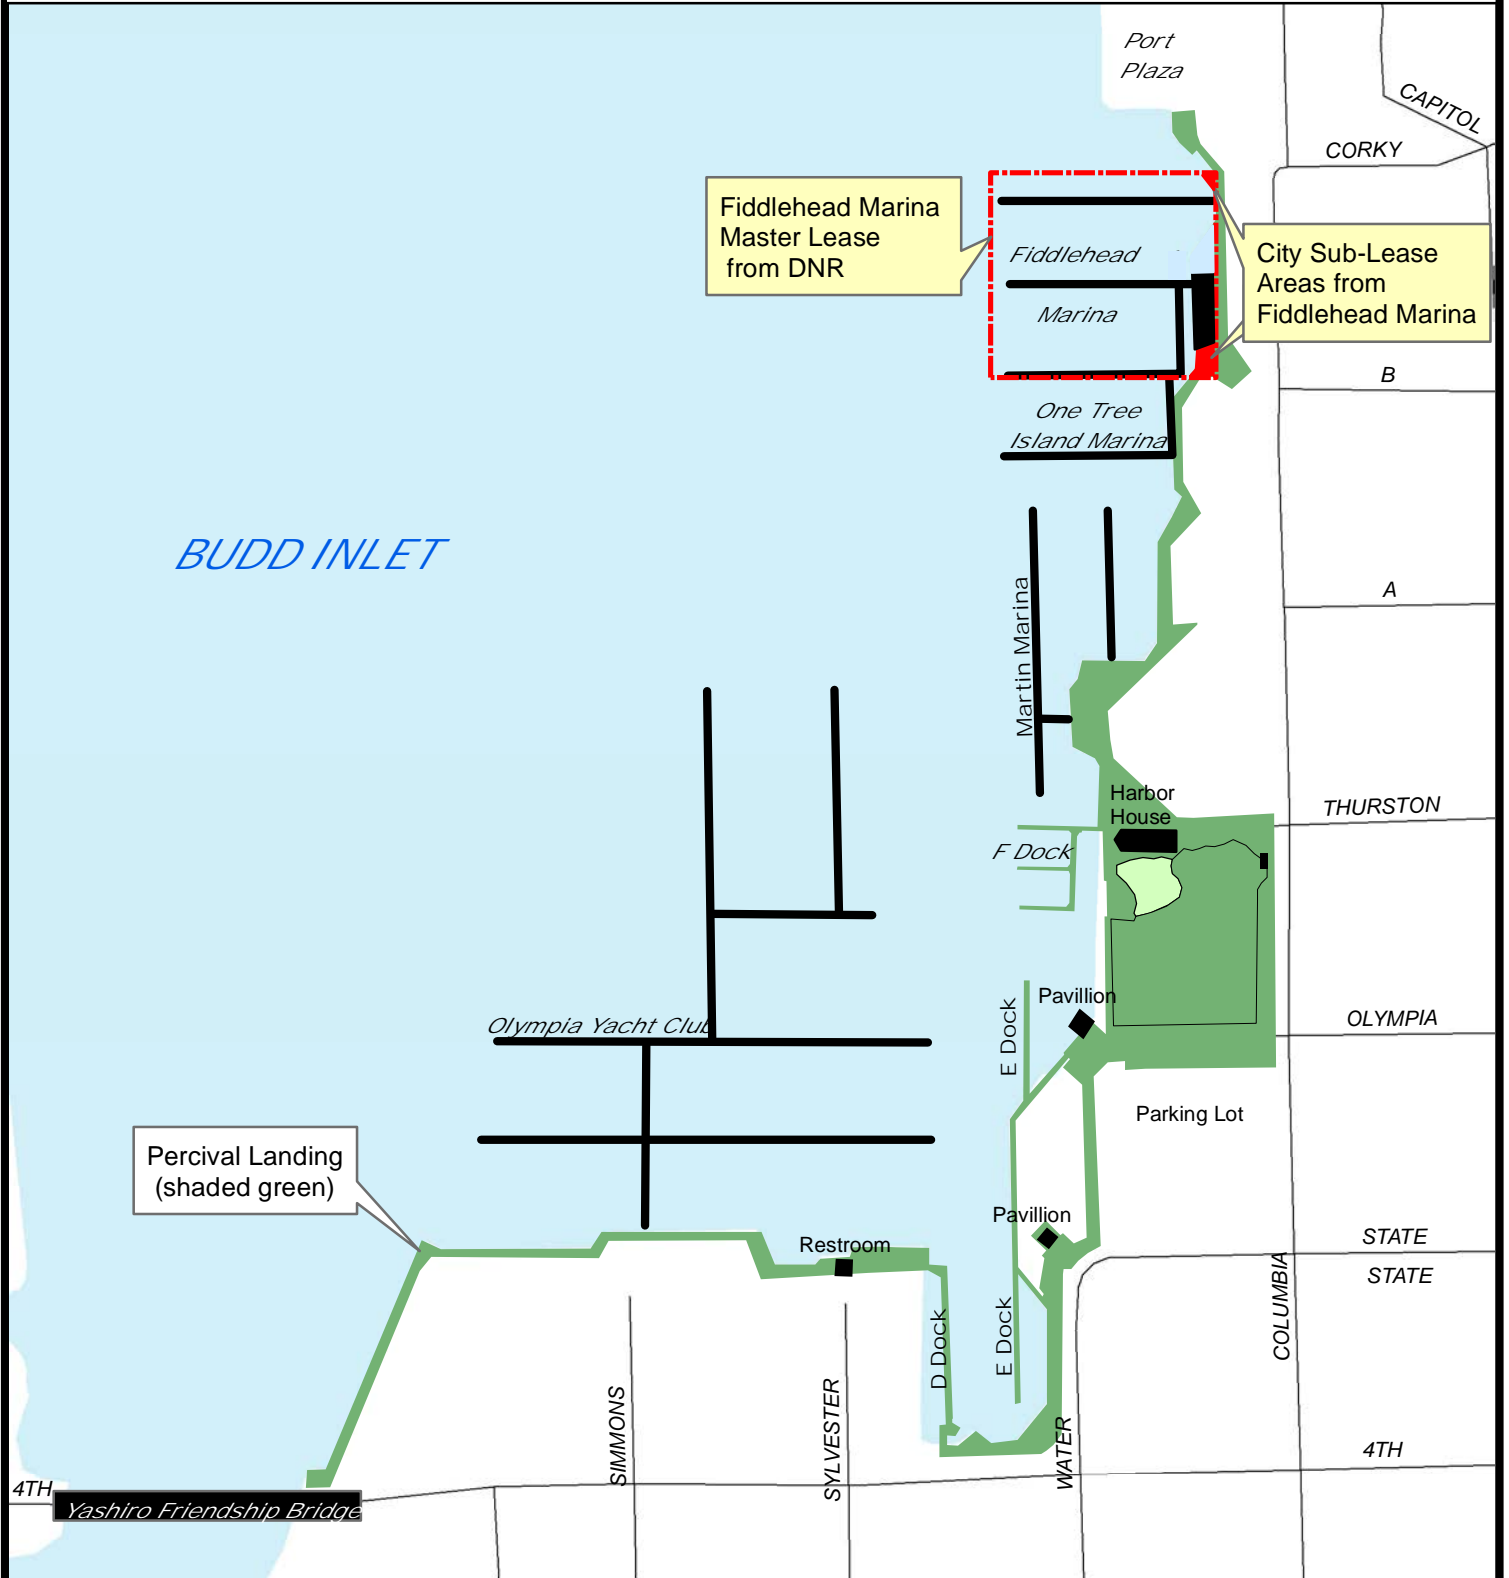 Port
Plaza
CAPITOL
CORKY
Fiddlehead Marina
Master Lease
from DNR
Fiddlehead
Marina
City Sub-Lease
Areas from
Fiddlehead Marina
B
One Tree
Island Marina
BUDD INLET
A
Martin Marina
Harbor
House
THURSTON
F Dock
Pavillion
E Dock
OLYMPIA
Olympia Yacht Club
Parking Lot
Percival Landing
(shaded green)
Pavillion
Restroom
STATE
STATE
COLUMBIA
D Dock
E Dock
SIMMONS
SYLVESTER
WATER
4TH
4TH
Yashiro Friendship Bridge